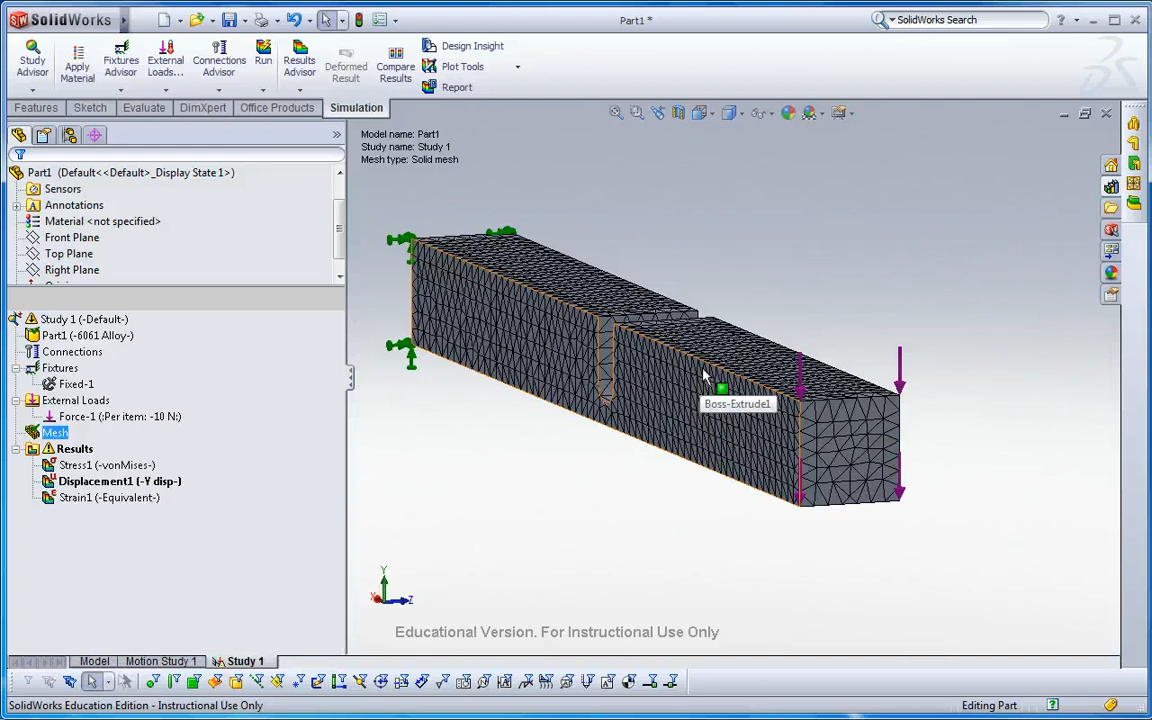 SolidWorks
Part1 *
SolidWorks Search
Study Advisor
Apply Material
Fixtures Advisor
External Loads...
Connections Advisor
Run
Results Advisor
Deformed Result
Compare Results
Design Insight
Plot Tools
Report
Features
Sketch
Evaluate
DimXpert
Office Products
Simulation
Model name: Part1
Study name: Study 1
Mesh type: Solid mesh
Part1 (Default<<Default>_Display State 1>)
Sensors
Annotations
Material <not specified>
Front Plane
Top Plane
Right Plane
Study 1 (-Default-)
Part1 (-6061 Alloy-)
Connections
Fixtures
Fixed-1
External Loads
Force-1 (:Per item: -10 N:)
Mesh
Results
Stress1 (-vonMises-)
Displacement1 (-Y disp-)
Strain1 (-Equivalent-)
Boss-Extrude1
Y
X
Z
Educational Version. For Instructional Use Only
Model
Motion Study 1
Study 1
SolidWorks Education Edition - Instructional Use Only
Editing Part